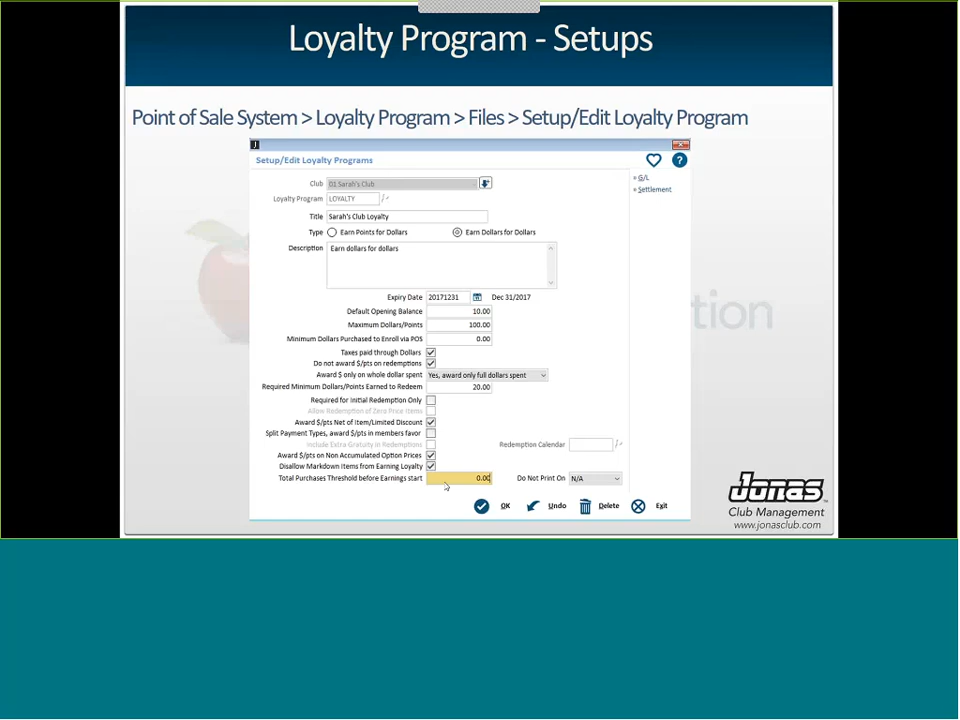 Loyalty Program - Setups
Point of Sale System > Loyalty Program > Files > Setup/Edit Loyalty Program
J
Setup/Edit Loyalty Programs
?
Club 01 Sarah's Club
» G/L
» Settlement
Loyalty Program LOYALTY
Title Sarah's Club Loyalty
Type Earn Points for Dollars Earn Dollars for Dollars
Description Earn dollars for dollars
Expiry Date 20171231 Dec 31/2017
Default Opening Balance 10.00
Maximum Dollars/Points 100.00
Minimum Dollars Purchased to Enroll via POS 0.00
Taxes paid through Dollars
Do not award $/pts on redemptions
Award $ only on whole dollar spent Yes, award only full dollars spent
Required Minimum Dollars/Points Earned to Redeem 20.00
Required for Initial Redemption Only
Allow Redemption of Zero Price Items
Award $/pts Net of Item/Limited Discount
Split Payment Types, award $/pts in members favor
Include Extra Gratuity in Redemptions Redemption Calendar
Award $/pts on Non Accumulated Option Prices
Disallow Markdown Items from Earning Loyalty
Total Purchases Threshold before Earnings start 0.00 Do Not Print On N/A
OK Undo Delete Exit
tion
Jonas
Club Management
www.jonasclub.com